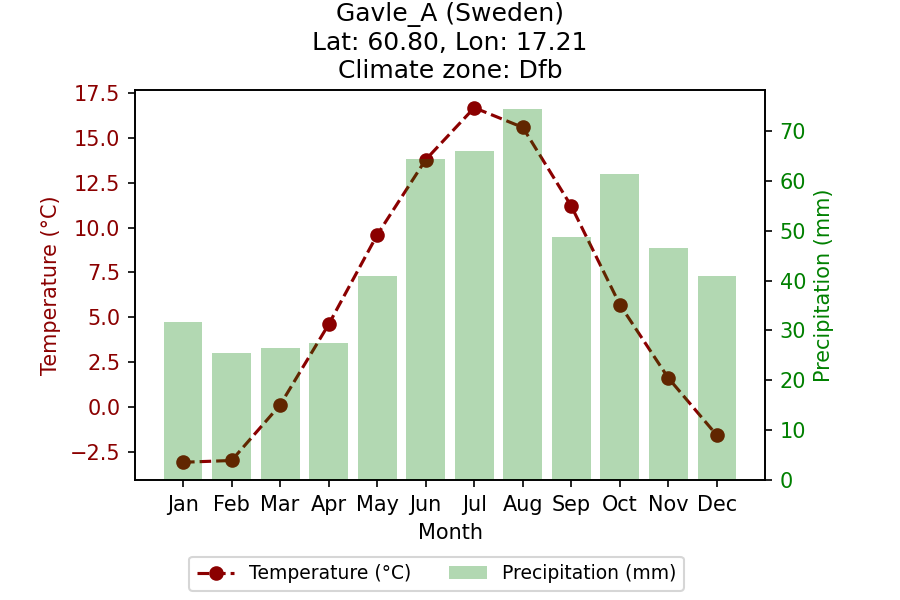 Gavle_A (Sweden)
Lat: 60.80, Lon: 17.21
Climate zone: Dfb
Temperature (°C)
17.5
15.0
12.5
10.0
7.5
5.0
2.5
0.0
−2.5
Precipitation (mm)
70
60
50
40
30
20
10
0
Jan Feb Mar Apr May Jun Jul Aug Sep Oct Nov Dec
Month
Temperature (°C) Precipitation (mm)